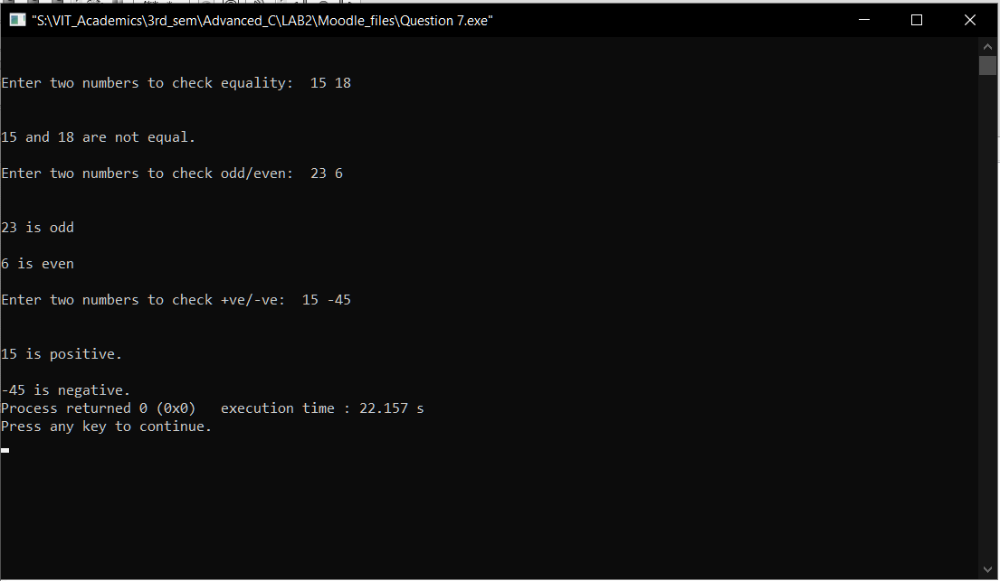 "S:\VIT_Academics\3rd_sem\Advanced_C\LAB2\Moodle_files\Question 7.exe"
Enter two numbers to check equality:  15 18
15 and 18 are not equal.
Enter two numbers to check odd/even:  23 6
23 is odd
6 is even
Enter two numbers to check +ve/-ve:  15 -45
15 is positive.
-45 is negative.
Process returned 0 (0x0)   execution time : 22.157 s
Press any key to continue.